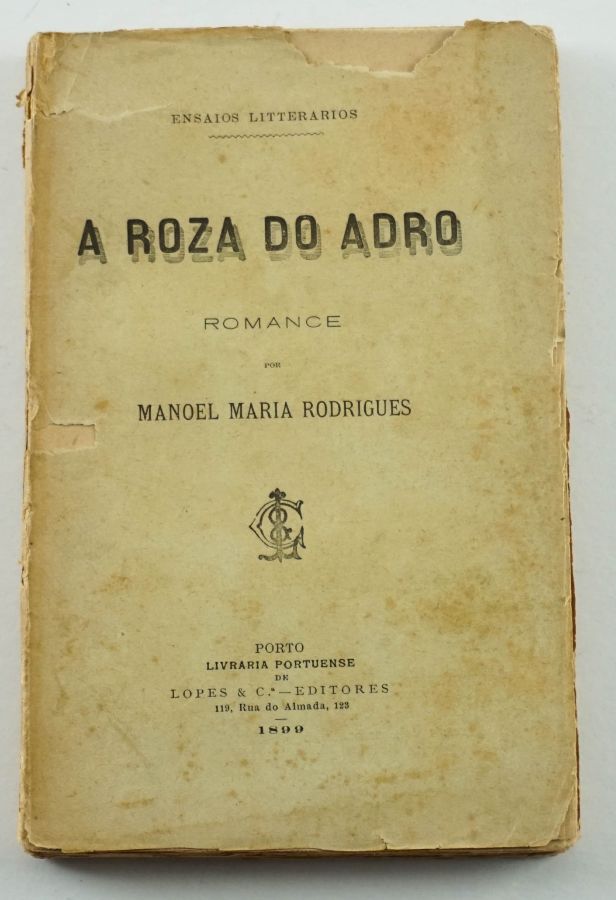 ENSAIOS LITTERARIOS
A ROZA DO ADRO
ROMANCE
POR
MANOEL MARIA RODRIGUES
PORTO
LIVRARIA PORTUENSE
DE
LOPES & C.ª—EDITORES
119, Rua do Almada, 123
1899